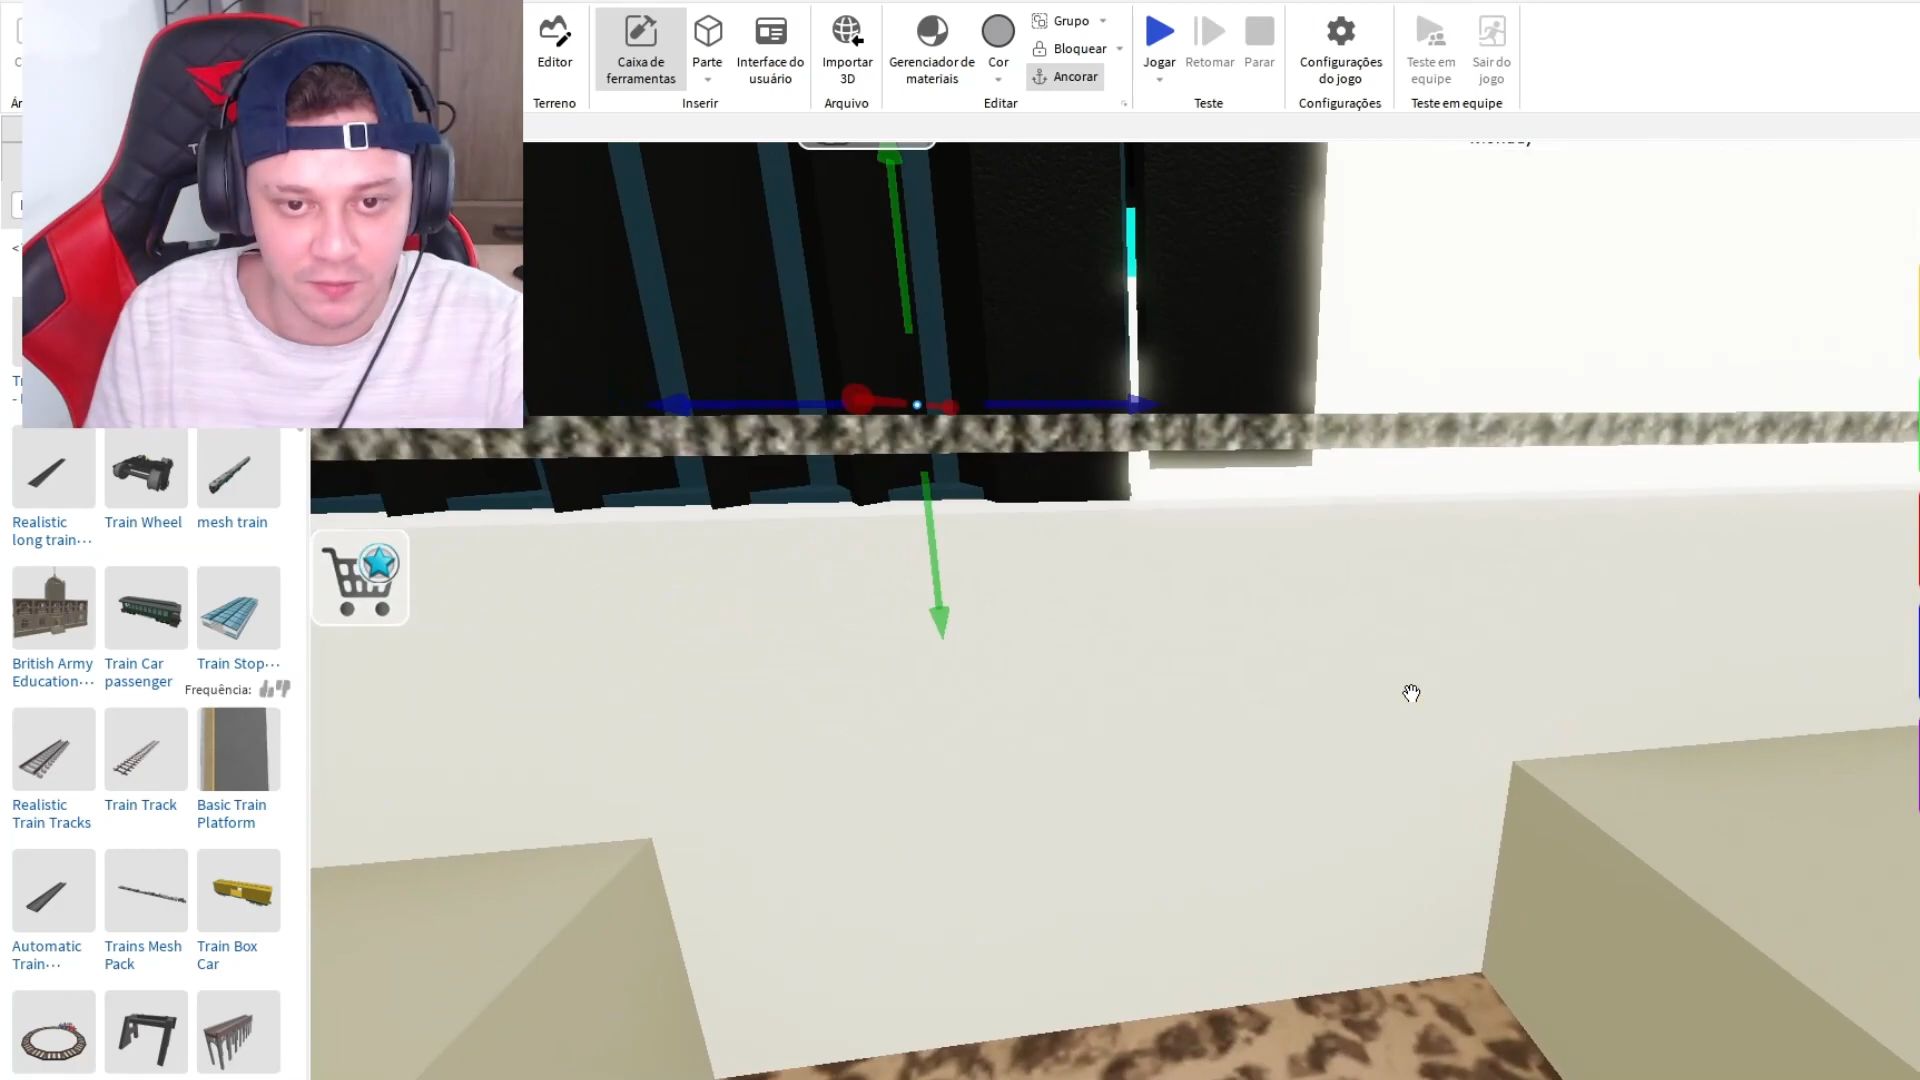 Editor
Caixa de
ferramentas
Parte
Interface do
usuário
Importar
3D
Gerenciador de
materiais
Cor
Grupo
Bloquear
Ancorar
Jogar
Retomar
Parar
Configurações
do jogo
Teste em
equipe
Sair do
jogo
Terreno
Inserir
Arquivo
Editar
Teste
Configurações
Teste em equipe
Realistic
long train…
Train Wheel
mesh train
British Army
Education…
Train Car
passenger
Train Stop…
Frequência:
Realistic
Train Tracks
Train Track
Basic Train
Platform
Automatic
Train…
Trains Mesh
Pack
Train Box
Car